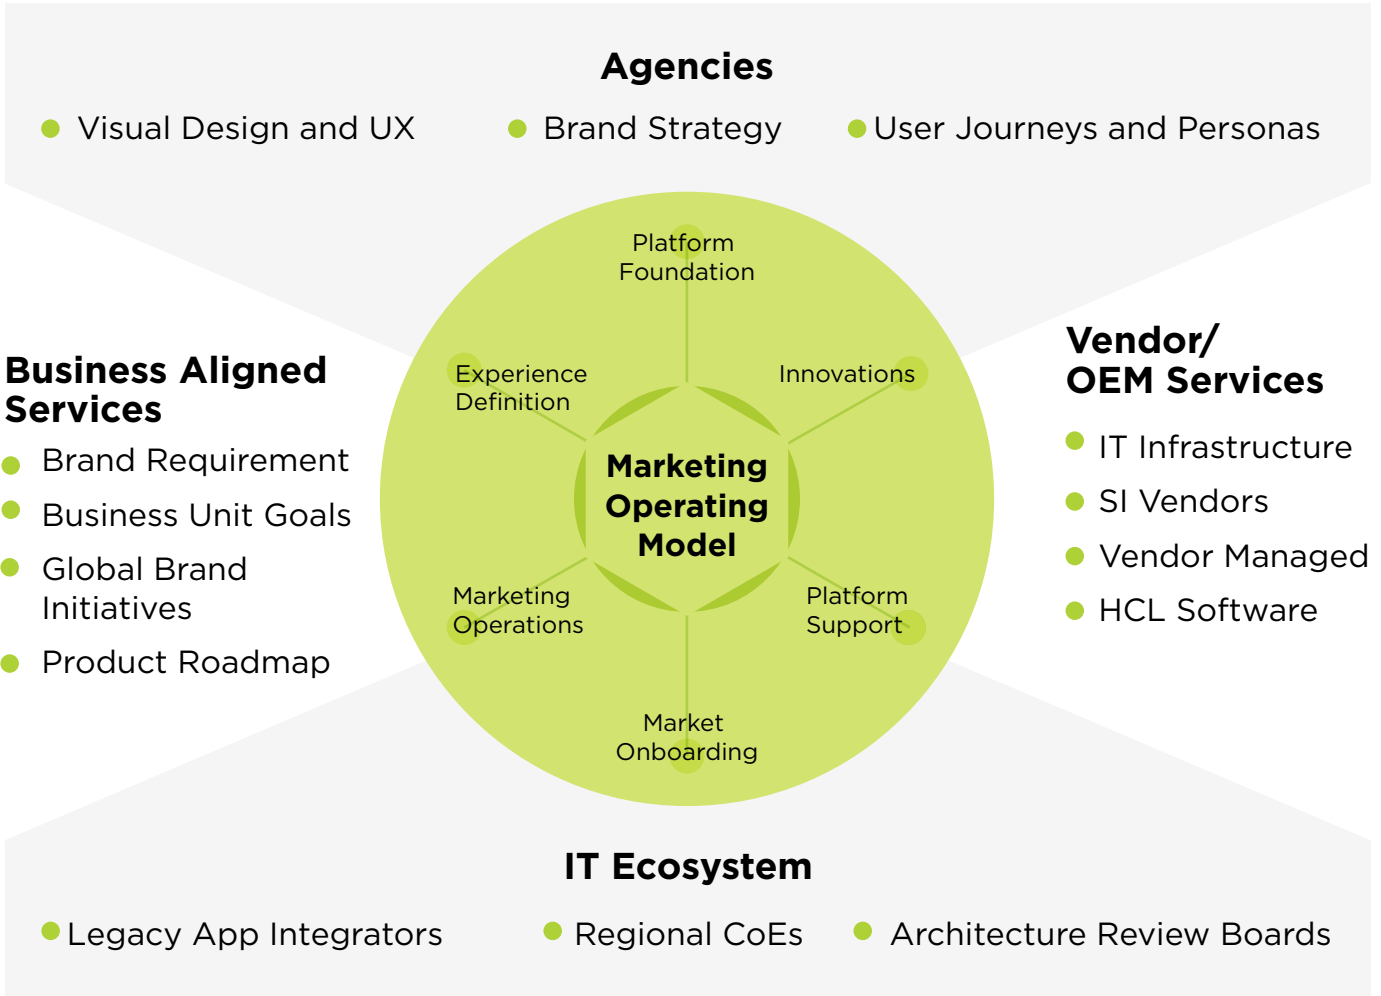 Agencies
Visual Design and UX
Brand Strategy
User Journeys and Personas
Business Aligned
Services
Brand Requirement
Business Unit Goals
Global Brand
Initiatives
Product Roadmap
Platform
Foundation
Experience
Definition
Innovations
Marketing
Operating
Model
Marketing
Operations
Platform
Support
Market
Onboarding
Vendor/
OEM Services
IT Infrastructure
SI Vendors
Vendor Managed
HCL Software
IT Ecosystem
Legacy App Integrators
Regional CoEs
Architecture Review Boards